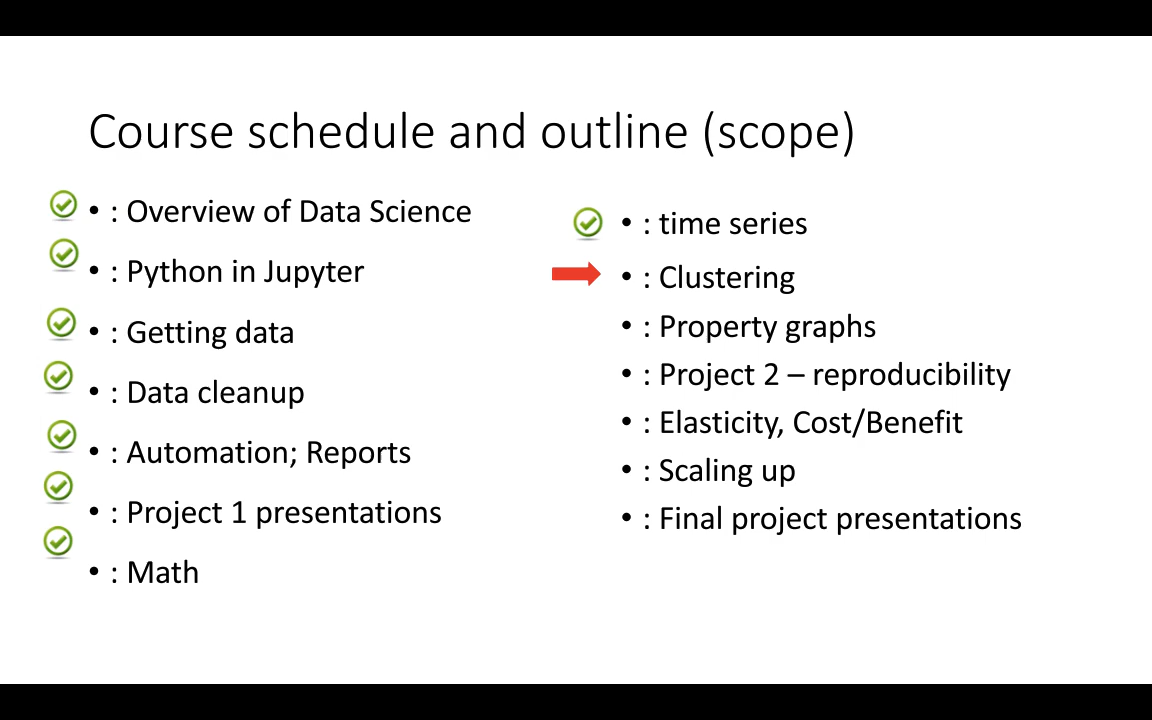 Course schedule and outline (scope)
• : Overview of Data Science
• : Python in Jupyter
• : Getting data
• : Data cleanup
• : Automation; Reports
• : Project 1 presentations
• : Math
• : time series
• : Clustering
• : Property graphs
• : Project 2 – reproducibility
• : Elasticity, Cost/Benefit
• : Scaling up
• : Final project presentations